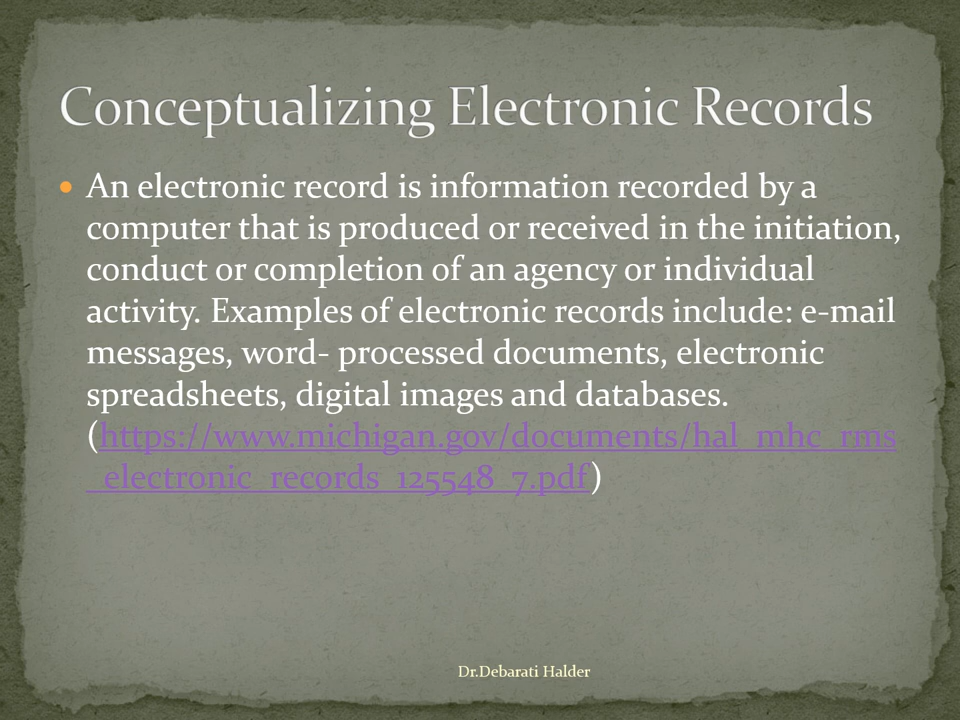 Conceptualizing Electronic Records
• An electronic record is information recorded by a
computer that is produced or received in the initiation,
conduct or completion of an agency or individual
activity. Examples of electronic records include: e-mail
messages, word- processed documents, electronic
spreadsheets, digital images and databases.
(https://www.michigan.gov/documents/hal_mhc_rms
_electronic_records_125548_7.pdf)
Dr.Debarati Halder